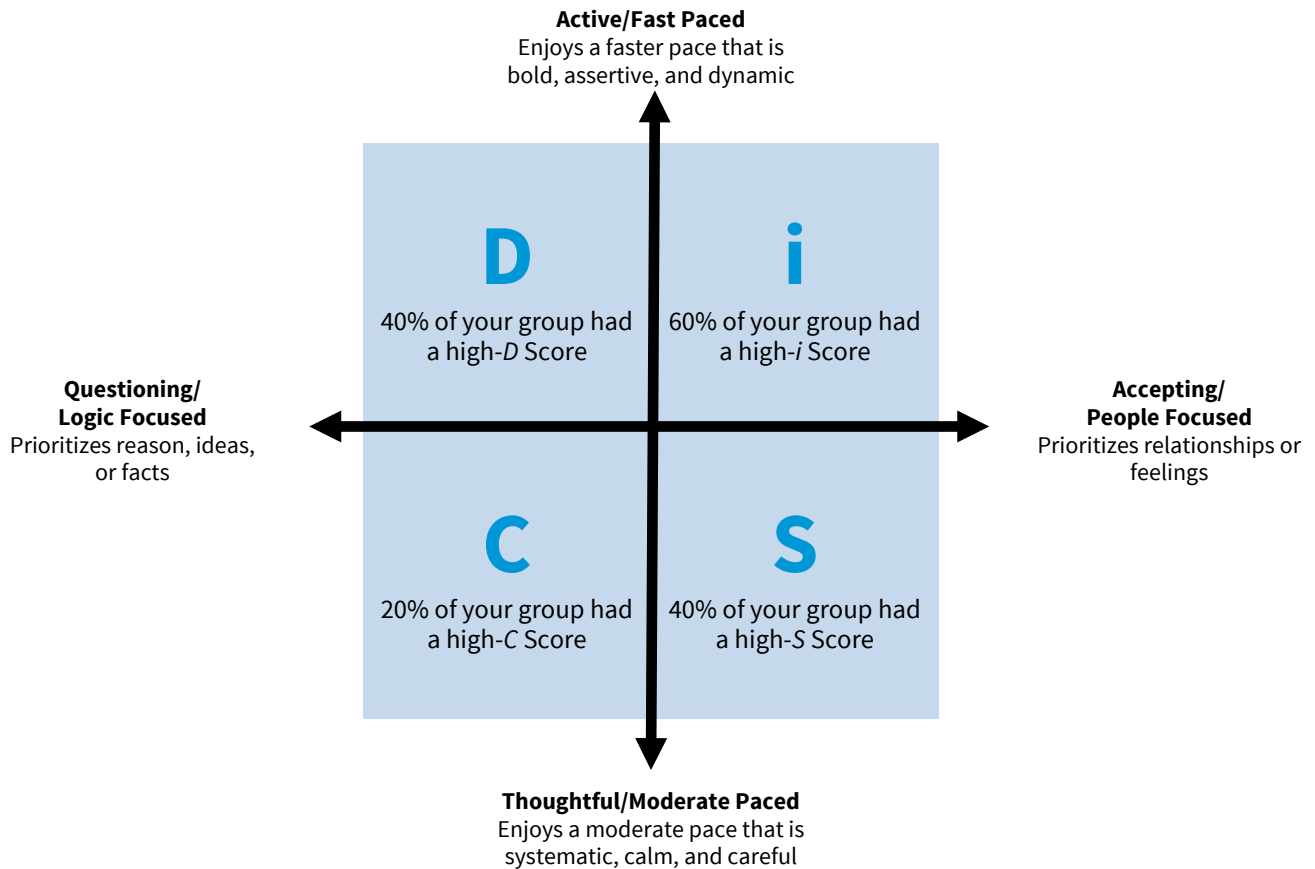 Active/Fast Paced
Enjoys a faster pace that is
bold, assertive, and dynamic
D
40% of your group had
a high-D Score
i
60% of your group had
a high-i Score
Questioning/
Logic Focused
Prioritizes reason, ideas,
or facts
Accepting/
People Focused
Prioritizes relationships or
feelings
C
20% of your group had
a high-C Score
S
40% of your group had
a high-S Score
Thoughtful/Moderate Paced
Enjoys a moderate pace that is
systematic, calm, and careful